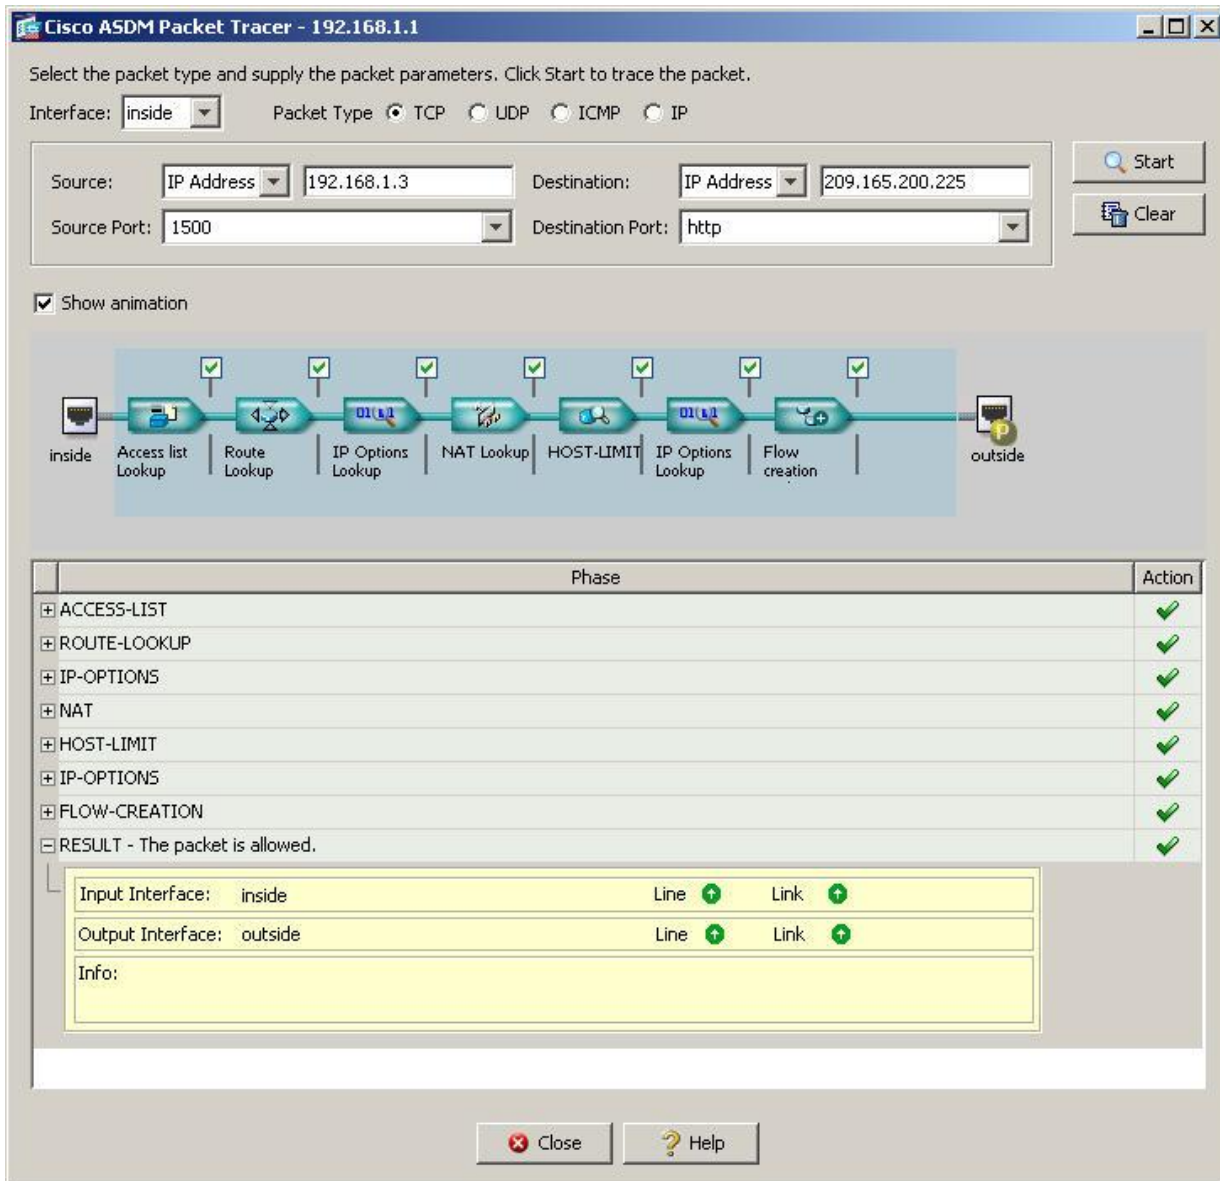 Cisco ASDM Packet Tracer - 192.168.1.1
Select the packet type and supply the packet parameters. Click Start to trace the packet.
Interface: inside Packet Type TCP UDP ICMP IP
Source: IP Address 192.168.1.3 Destination: IP Address 209.165.200.225
Start
Source Port: 1500 Destination Port: http
Clear
Show animation
inside
Access list Lookup
Route Lookup
IP Options Lookup
NAT Lookup
HOST-LIMIT
IP Options Lookup
Flow creation
outside
Phase Action
ACCESS-LIST
ROUTE-LOOKUP
IP-OPTIONS
NAT
HOST-LIMIT
IP-OPTIONS
FLOW-CREATION
RESULT - The packet is allowed.
Input Interface: inside Line Link
Output Interface: outside Line Link
Info:
Close Help